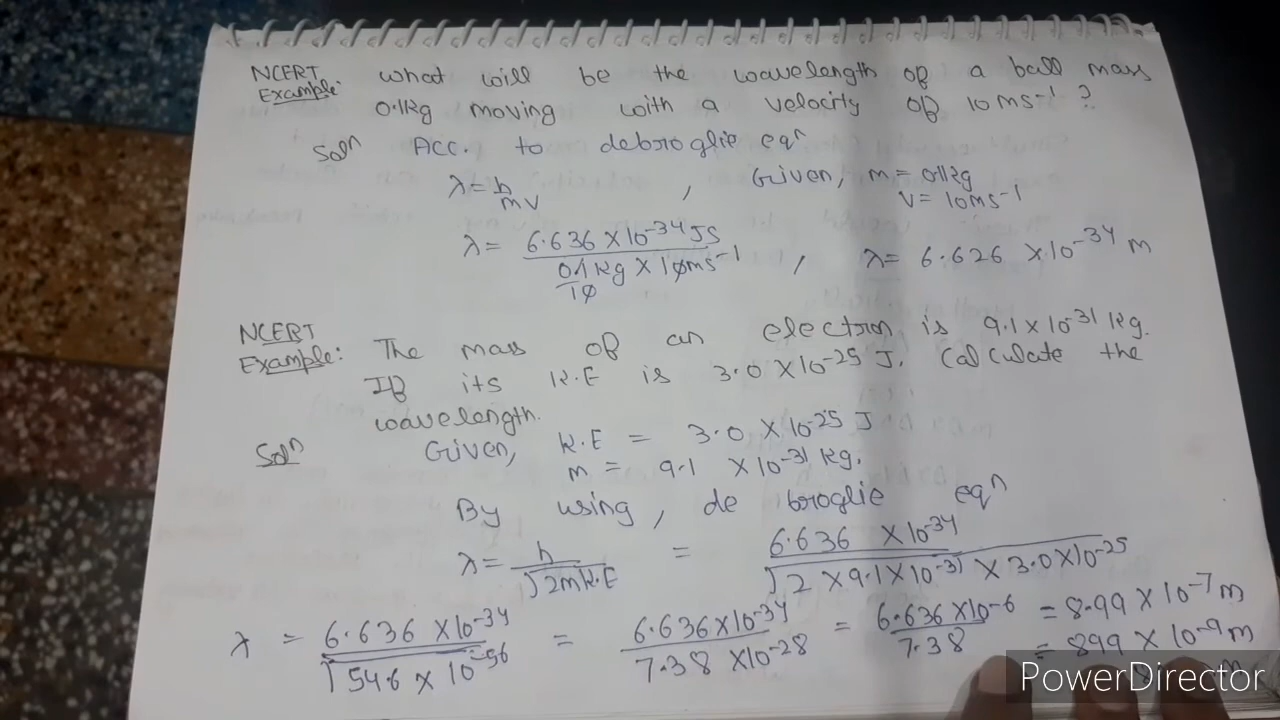 NCERT
Example: what will be the wavelength of a ball mass
0.1kg moving with a velocity of 10 ms⁻¹ ?
Solⁿ Acc. to debroglie eqⁿ
λ = h/mv , Given, m = 0.1kg
v = 10ms⁻¹
λ = 6.636 × 10⁻³⁴ JS / 0.1 kg × 10ms⁻¹ , λ = 6.626 × 10⁻³⁴ m
10
NCERT
Example: The mass of an electron is 9.1 × 10⁻³¹ kg.
If its K.E is 3.0 × 10⁻²⁵ J. Calculate the
wavelength.
Solⁿ Given, K.E = 3.0 × 10⁻²⁵ J
m = 9.1 × 10⁻³¹ kg.
By using, de broglie eqⁿ
λ = h/√2mK.E = 6.636 × 10⁻³⁴ / √2 × 9.1 × 10⁻³¹ × 3.0 × 10⁻²⁵
λ = 6.636 × 10⁻³⁴ / √546 × 10⁻⁵⁶ = 6.636 × 10⁻³⁴ / 7.38 × 10⁻²⁸ = 6.636 × 10⁻⁶ / 7.38 = 8.99 × 10⁻⁷ m
= 899 × 10⁻⁹ m
m
PowerDirector